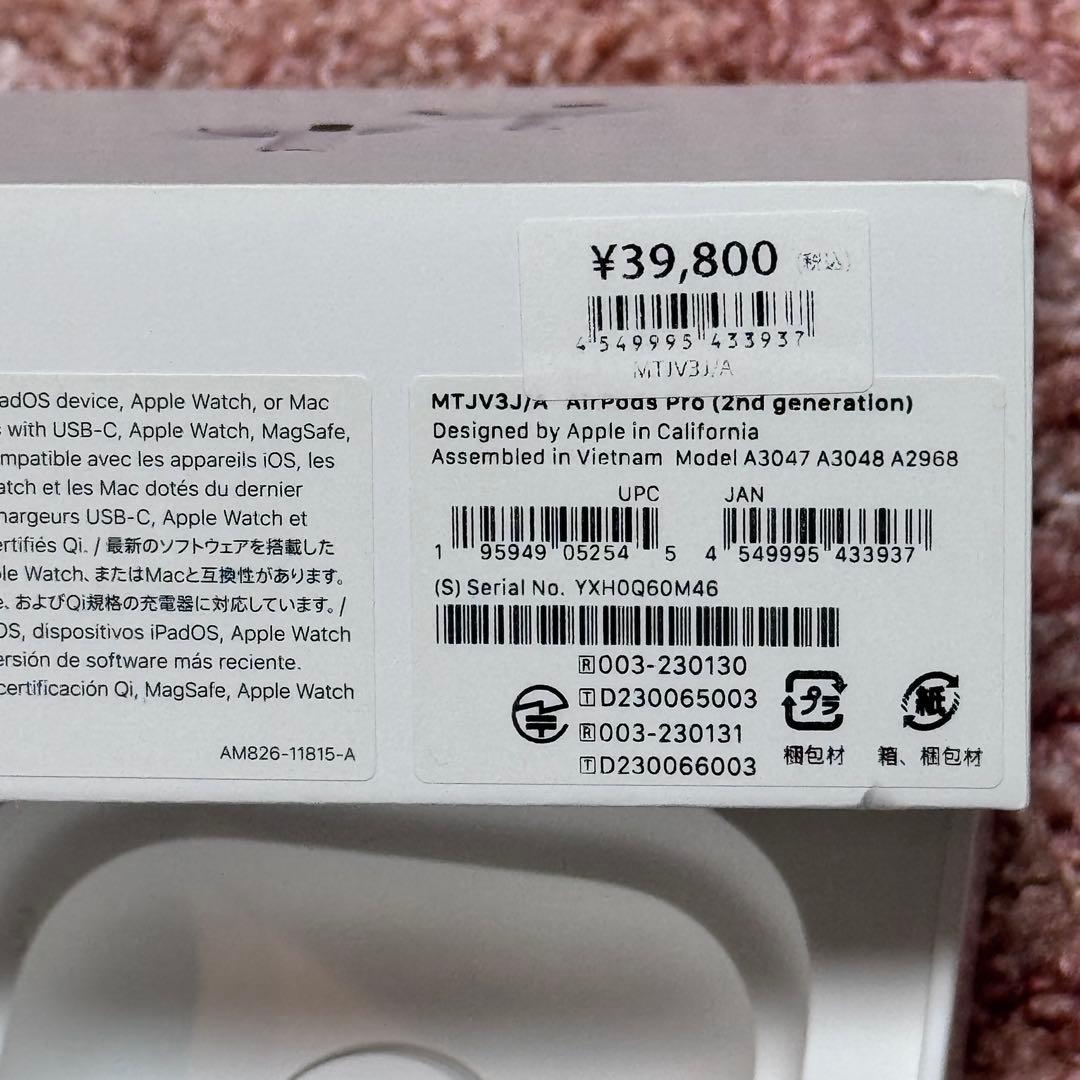 ¥39,800 (税込)
4 549995 433937
MTJV3J/A
adOS device, Apple Watch, or Mac
s with USB-C, Apple Watch, MagSafe,
mpatible avec les appareils iOS, les
atch et les Mac dotés du dernier
hargeurs USB-C, Apple Watch et
ertifiés Qi. / 最新のソフトウェアを搭載した
ple Watch、またはMacと互換性があります。
e、およびQi規格の充電器に対応しています。/
OS, dispositivos iPadOS, Apple Watch
ersión de software más reciente.
certificación Qi, MagSafe, Apple Watch
AM826-11815-A
MTJV3J/A AirPods Pro (2nd generation)
Designed by Apple in California
Assembled in Vietnam Model A3047 A3048 A2968
UPC JAN
1 95949 05254 5 4 549995 433937
(S) Serial No. YXH0Q60M46
R 003-230130
T D230065003
R 003-230131
T D230066003
プラ
梱包材
紙
箱、梱包材